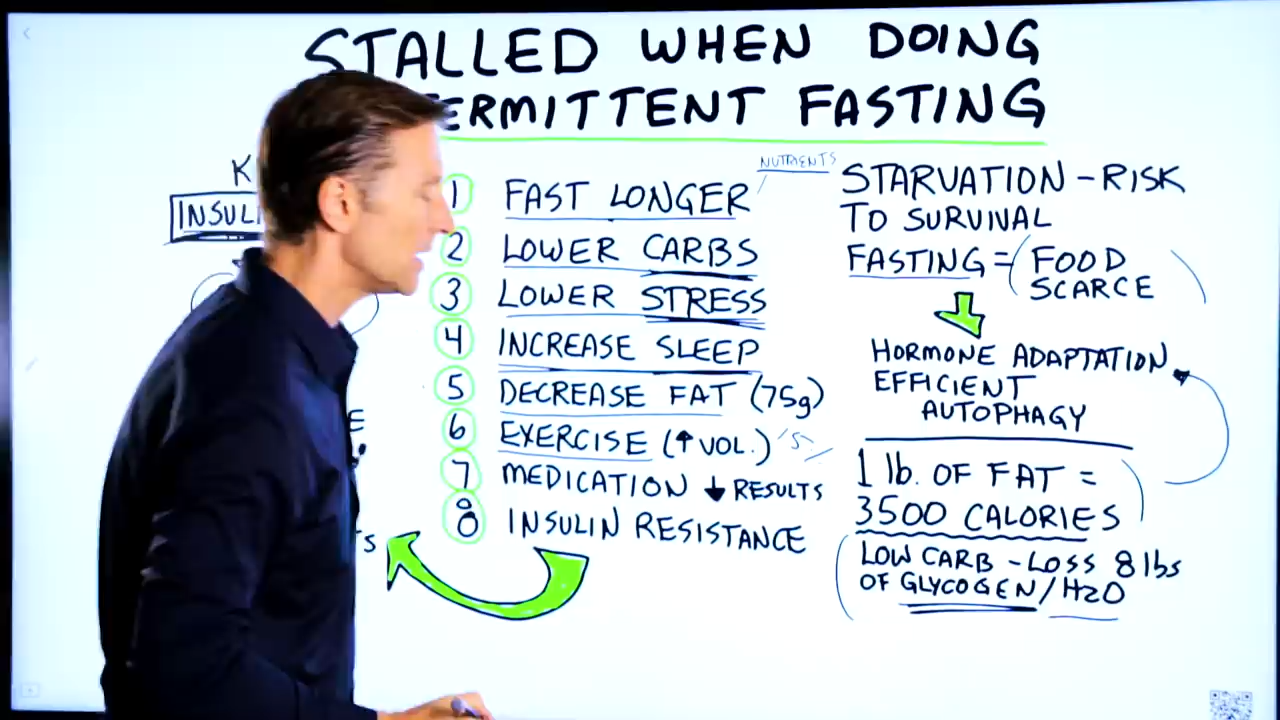 STALLED WHEN DOING
ERMITTENT FASTING
K
INSULI
E
TS
NUTRIENTS
1 FAST LONGER
2 LOWER CARBS
3 LOWER STRESS
4 INCREASE SLEEP
5 DECREASE FAT (75g)
6 EXERCISE (↑ VOL.)
7 MEDICATION ↓ RESULTS
8 INSULIN RESISTANCE
STARVATION - RISK
TO SURVIVAL
FASTING = (FOOD
SCARCE)
HORMONE ADAPTATION
EFFICIENT
AUTOPHAGY
1 lb. OF FAT =
3500 CALORIES
LOW CARB - LOSS 8 lbs
OF GLYCOGEN/H2O